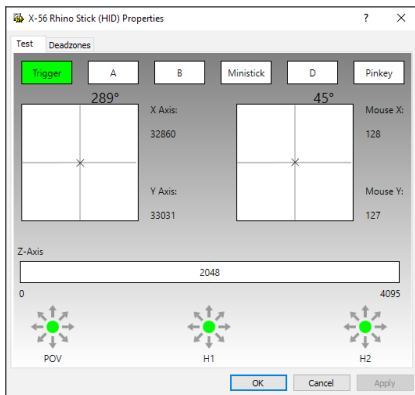 X-56 Rhino Stick (HID) Properties
Test Deadzones
Trigger A B Ministick D Pinkey
289° 45°
X Axis: Mouse X:
32860 128
Y Axis: Mouse Y:
33031 127
Z-Axis
2048
0 4095
POV H1 H2
OK Cancel Apply